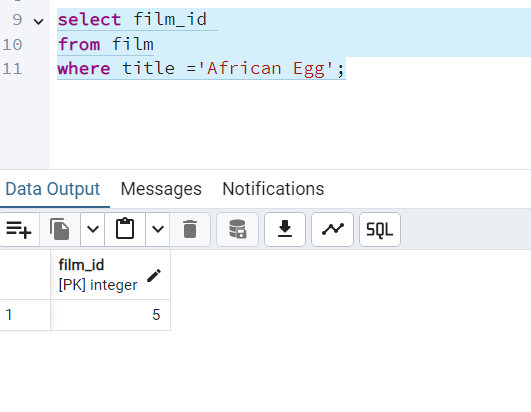 9 select film_id
10 from film
11 where title ='African Egg';
Data Output Messages Notifications
SQL
film_id
[PK] integer
1 5